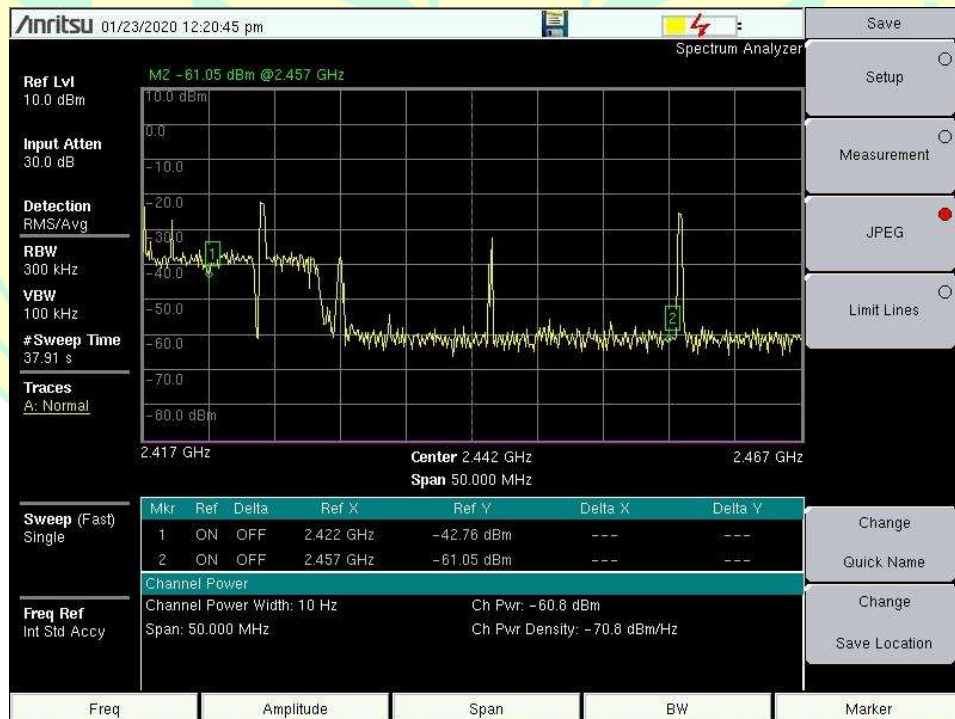 Anritsu 01/23/2020 12:20:45 pm
Save
Spectrum Analyzer
Setup
Measurement
JPEG
Limit Lines
Change
Quick Name
Change
Save Location
Ref Lvl
10.0 dBm
Input Atten
30.0 dB
Detection
RMS/Avg
RBW
300 kHz
VBW
100 kHz
#Sweep Time
37.91 s
Traces
A: Normal
Sweep (Fast)
Single
Freq Ref
Int Std Accy
M2 -61.05 dBm @2.457 GHz
10.0 dBm
0.0
-10.0
-20.0
-30.0
-40.0
-50.0
-60.0
-70.0
-80.0 dBm
1
2
2.417 GHz Center 2.442 GHz 2.467 GHz
Span 50.000 MHz
Mkr Ref Delta Ref X Ref Y Delta X Delta Y
1 ON OFF 2.422 GHz -42.76 dBm --- ---
2 ON OFF 2.457 GHz -61.05 dBm --- ---
Channel Power
Channel Power Width: 10 Hz Ch Pwr: -60.8 dBm
Span: 50.000 MHz Ch Pwr Density: -70.8 dBm/Hz
Freq Amplitude Span BW Marker